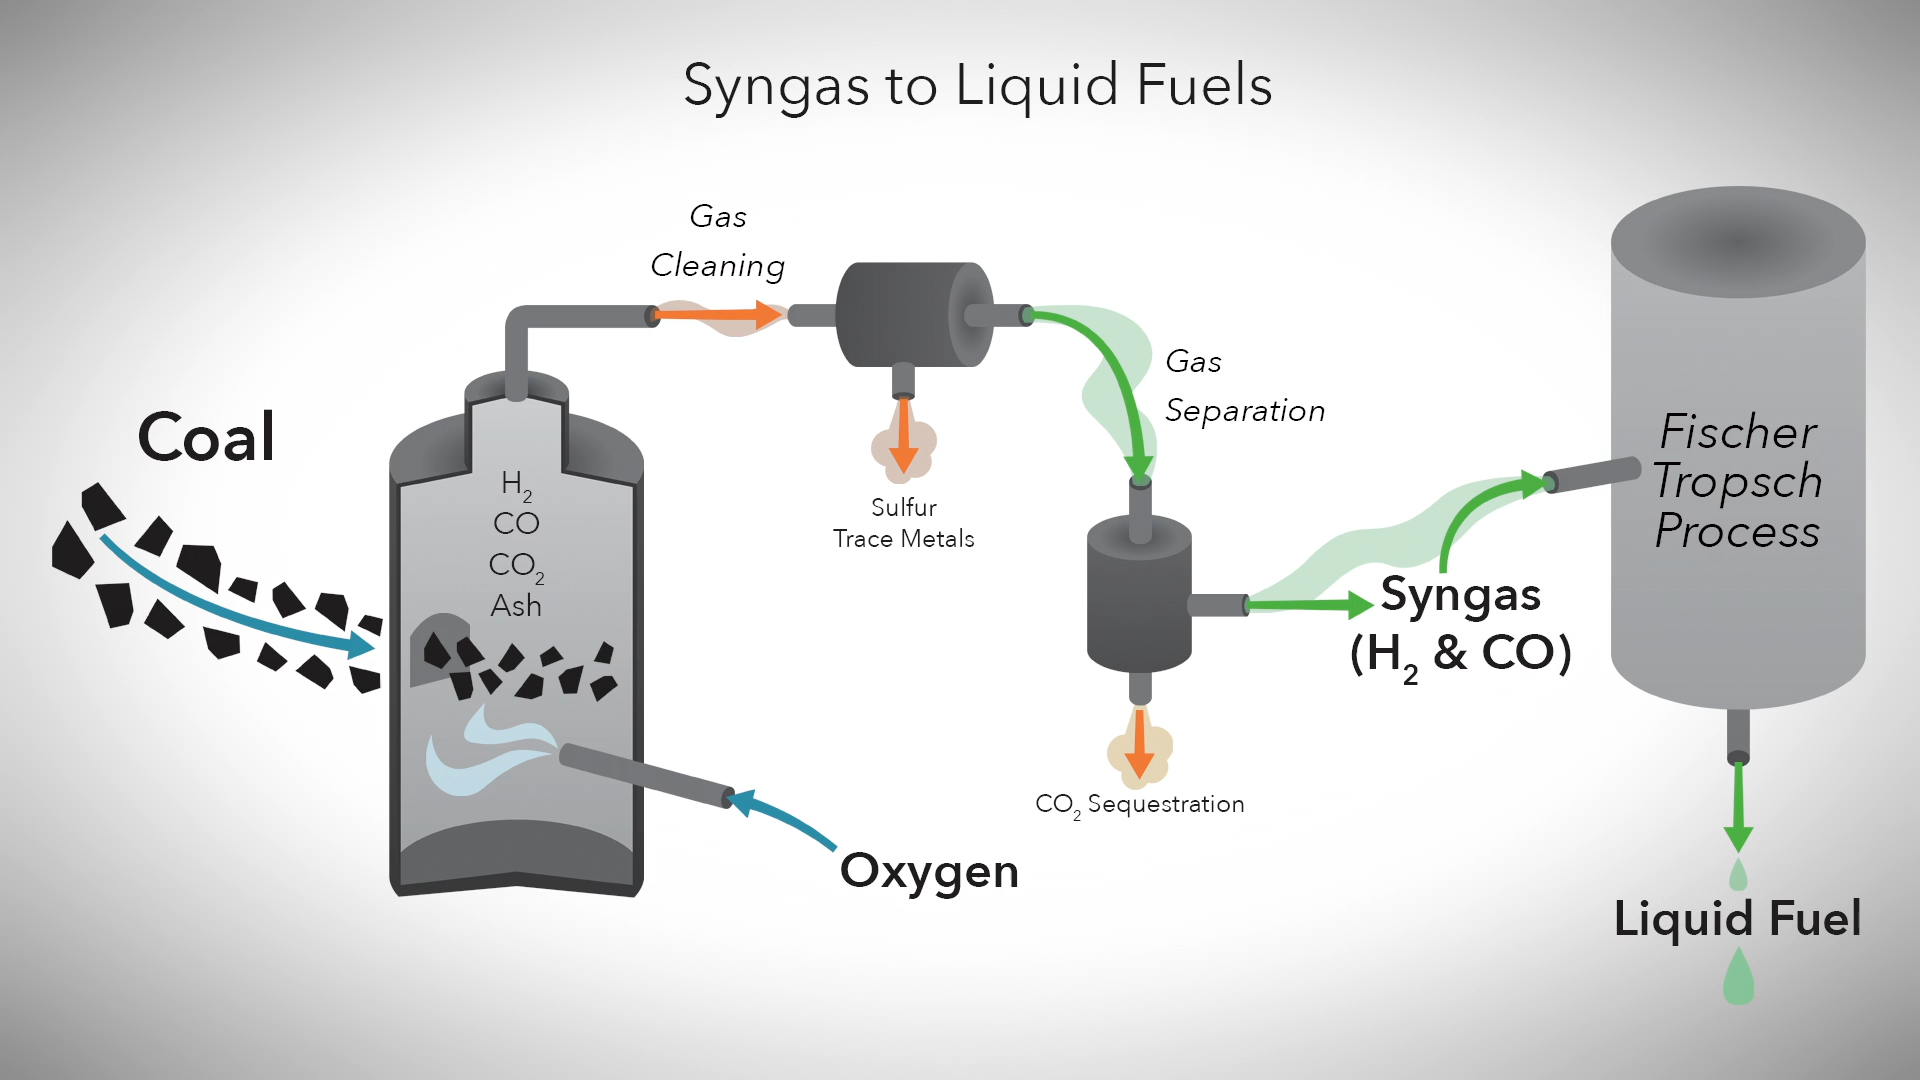 Syngas to Liquid Fuels
Gas
Cleaning
Coal
H₂
CO
CO₂
Ash
Sulfur
Trace Metals
Gas
Separation
Oxygen
CO₂ Sequestration
Syngas
(H₂ & CO)
Fischer
Tropsch
Process
Liquid Fuel